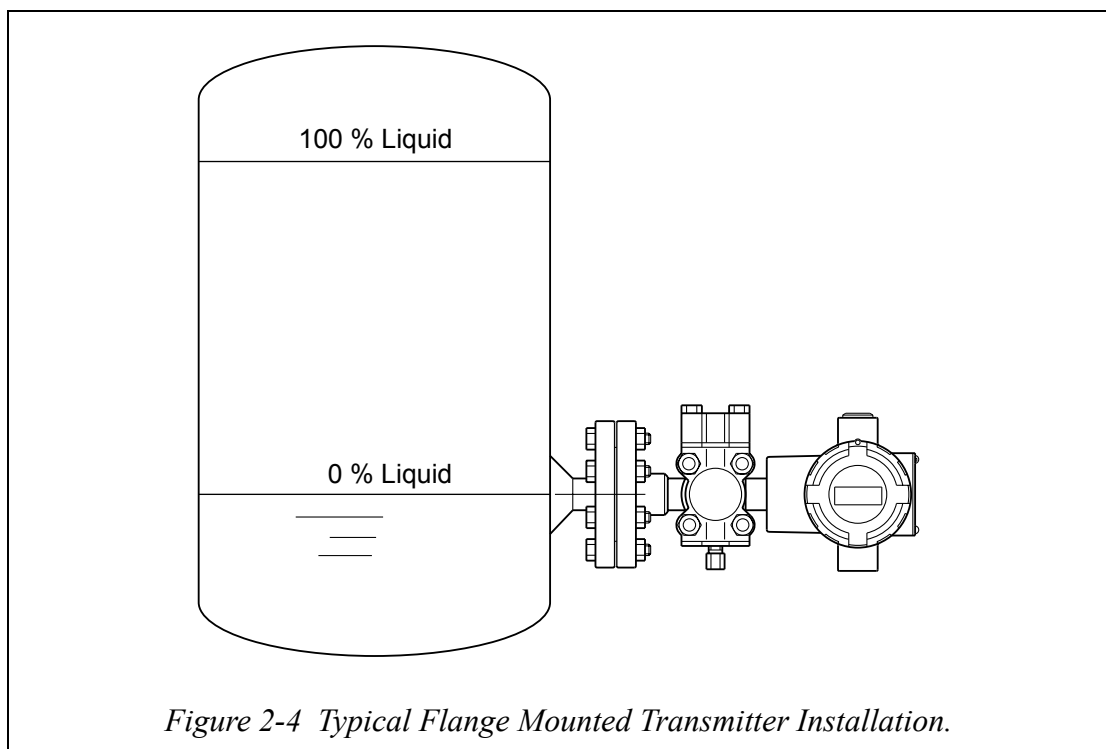 100 % Liquid
0 % Liquid
Figure 2-4  Typical Flange Mounted Transmitter Installation.